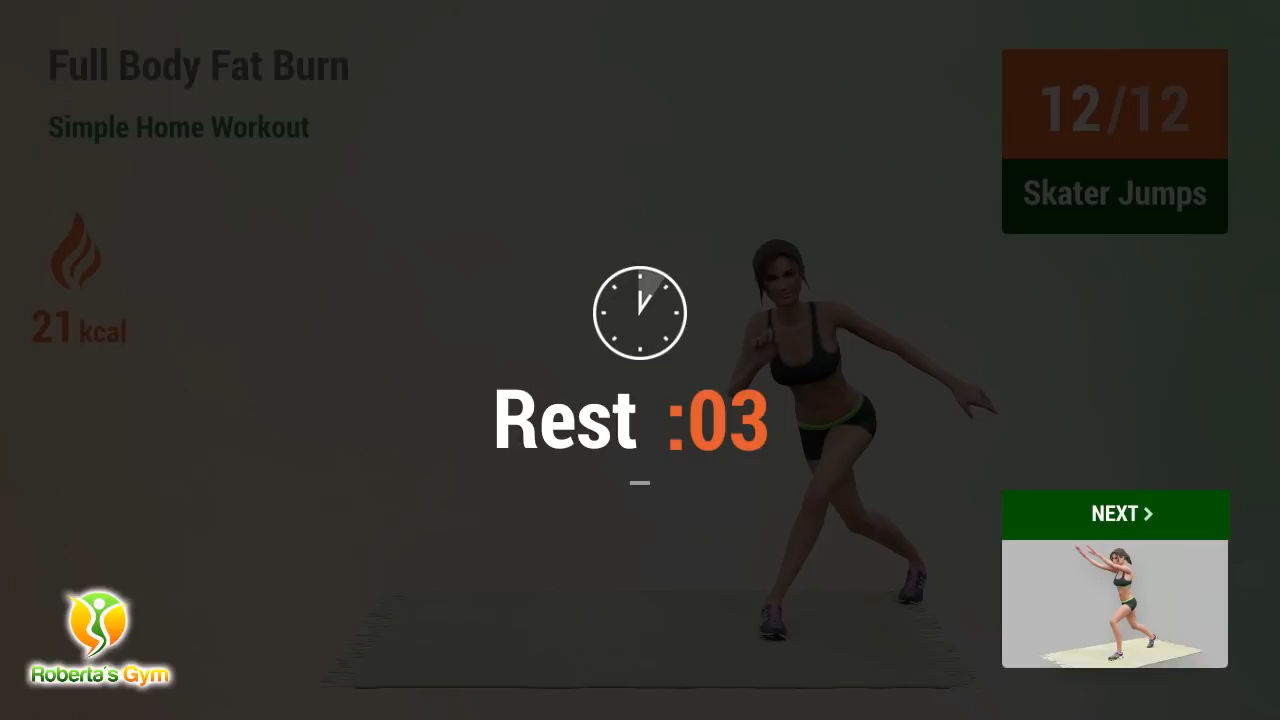 Full Body Fat Burn
Simple Home Workout
12/12
Skater Jumps
21 kcal
Rest :03
NEXT >
Roberta's Gym